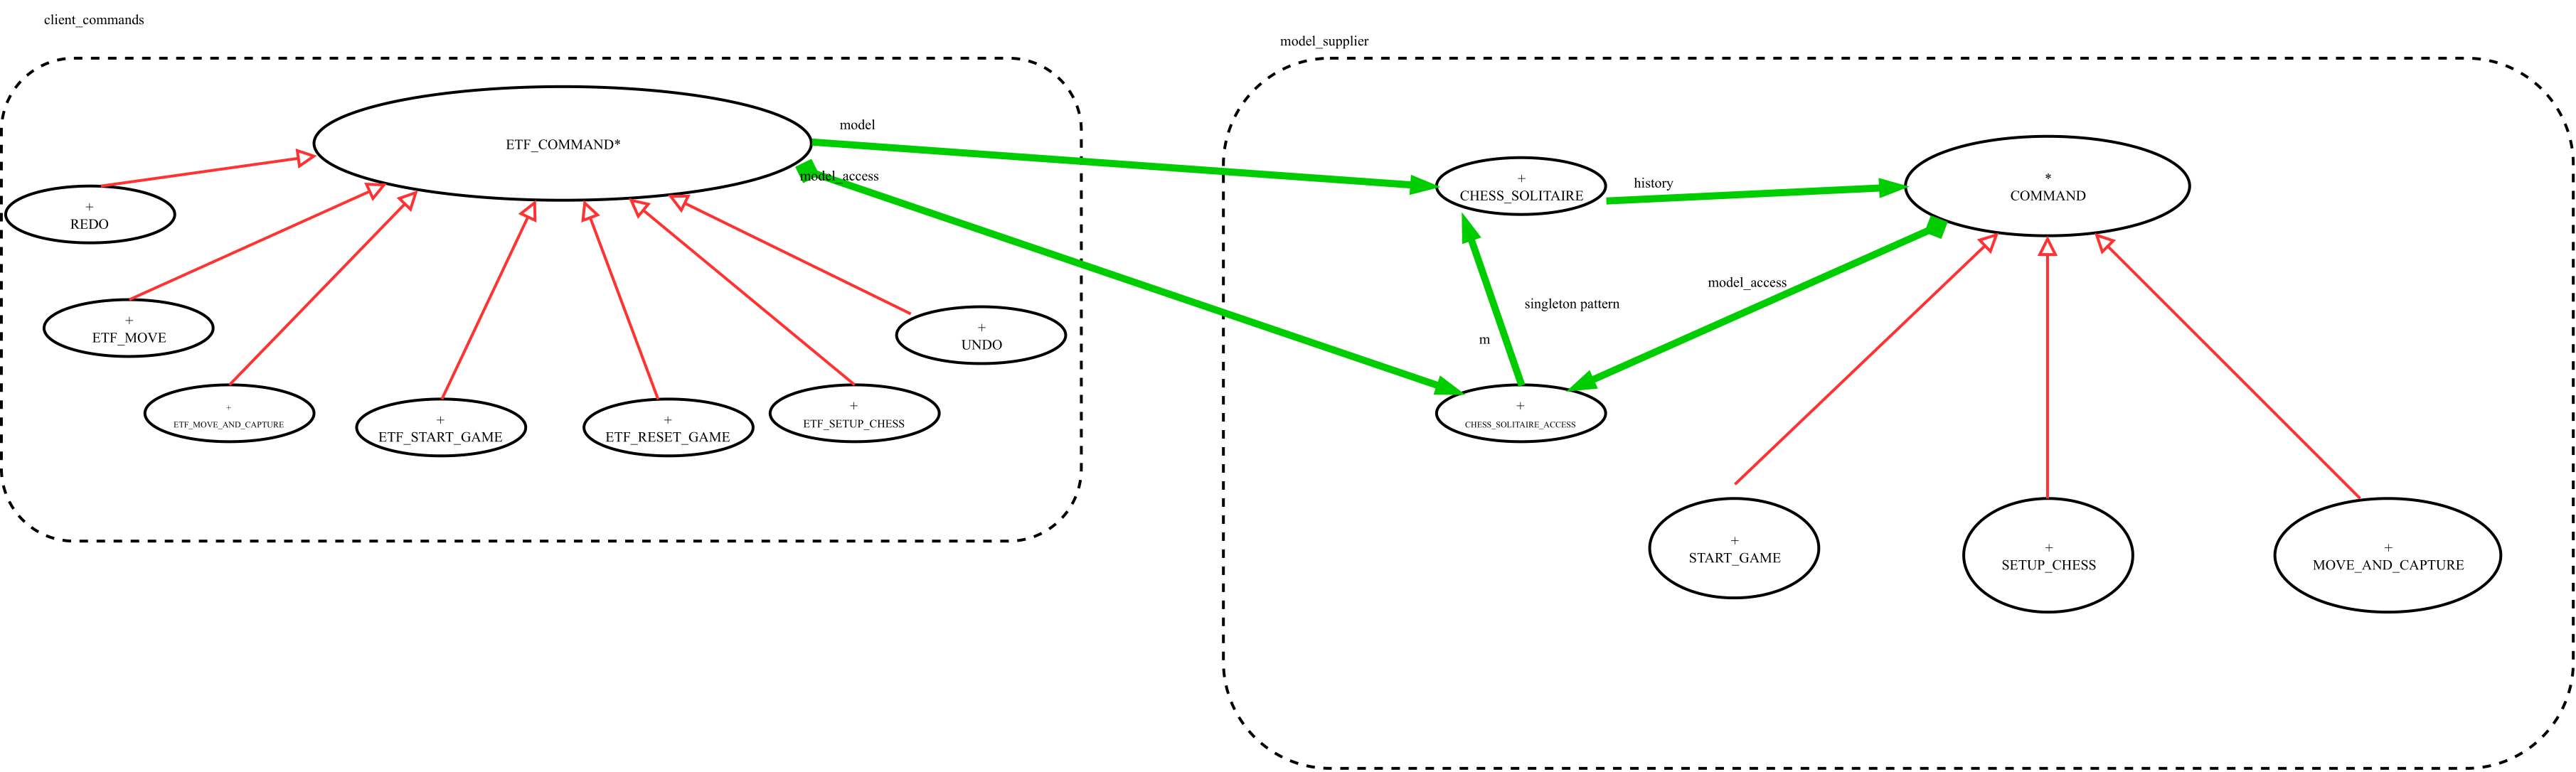 client_commands
model_supplier
ETF_COMMAND*
model
model_access
+
REDO
+
ETF_MOVE
+
ETF_MOVE_AND_CAPTURE
+
ETF_START_GAME
+
ETF_RESET_GAME
+
ETF_SETUP_CHESS
+
UNDO
+
CHESS_SOLITAIRE
history
*
COMMAND
model_access
singleton pattern
m
+
CHESS_SOLITAIRE_ACCESS
+
START_GAME
+
SETUP_CHESS
+
MOVE_AND_CAPTURE